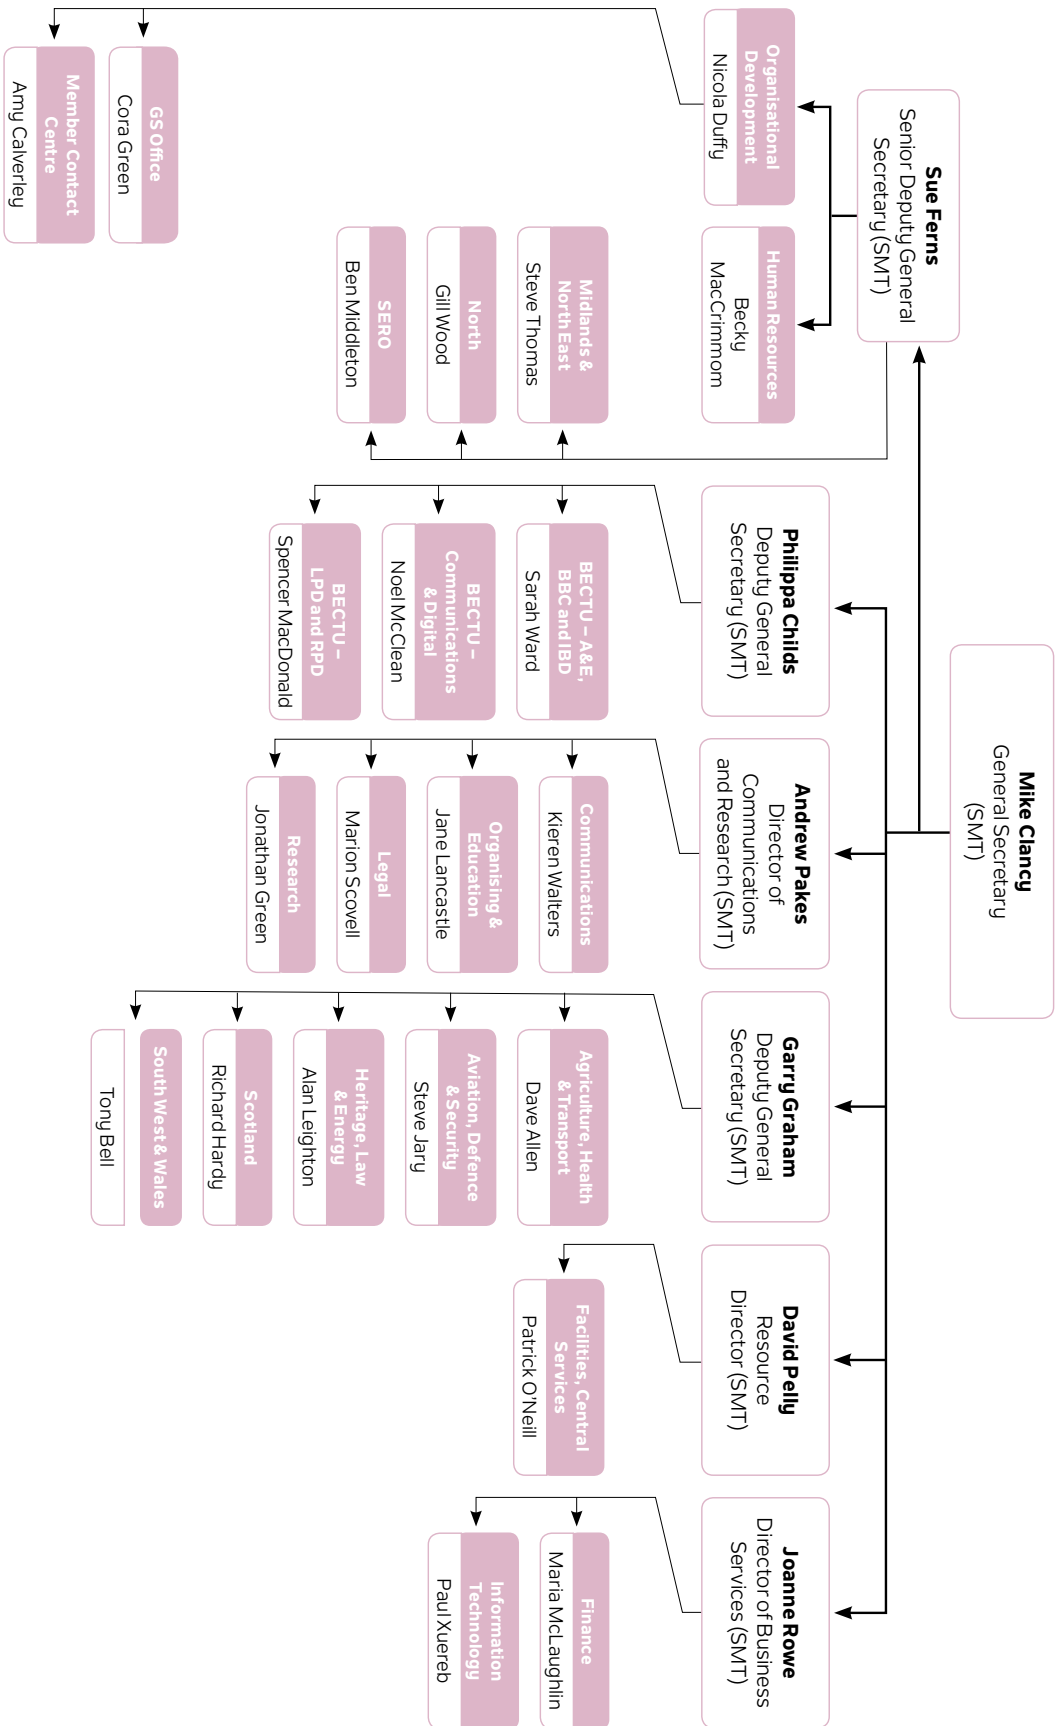 Mike Clancy
General Secretary
(SMT)
Sue Ferns
Senior Deputy General
Secretary (SMT)
Organisational
Development
Nicola Duffy
Human Resources
Becky
MacCrimmom
GS Office
Cora Green
Member Contact
Centre
Amy Calverley
Midlands &
North East
Steve Thomas
North
Gill Wood
SERO
Ben Middleton
Philippa Childs
Deputy General
Secretary (SMT)
BECTU – A&E,
BBC and IBD
Sarah Ward
BECTU –
Communications
& Digital
Noel McClean
BECTU –
LPD and RPD
Spencer MacDonald
Andrew Pakes
Director of
Communications
and Research (SMT)
Communications
Kieren Walters
Organising &
Education
Jane Lancastle
Legal
Marion Scovell
Research
Jonathan Green
Garry Graham
Deputy General
Secretary (SMT)
Agriculture, Health
& Transport
Dave Allen
Aviation, Defence
& Security
Steve Jary
Heritage, Law
& Energy
Alan Leighton
Scotland
Richard Hardy
South West & Wales
Tony Bell
David Pelly
Resource
Director (SMT)
Facilities, Central
Services
Patrick O’Neill
Joanne Rowe
Director of Business
Services (SMT)
Finance
Maria McLaughlin
Information
Technology
Paul Xuereb